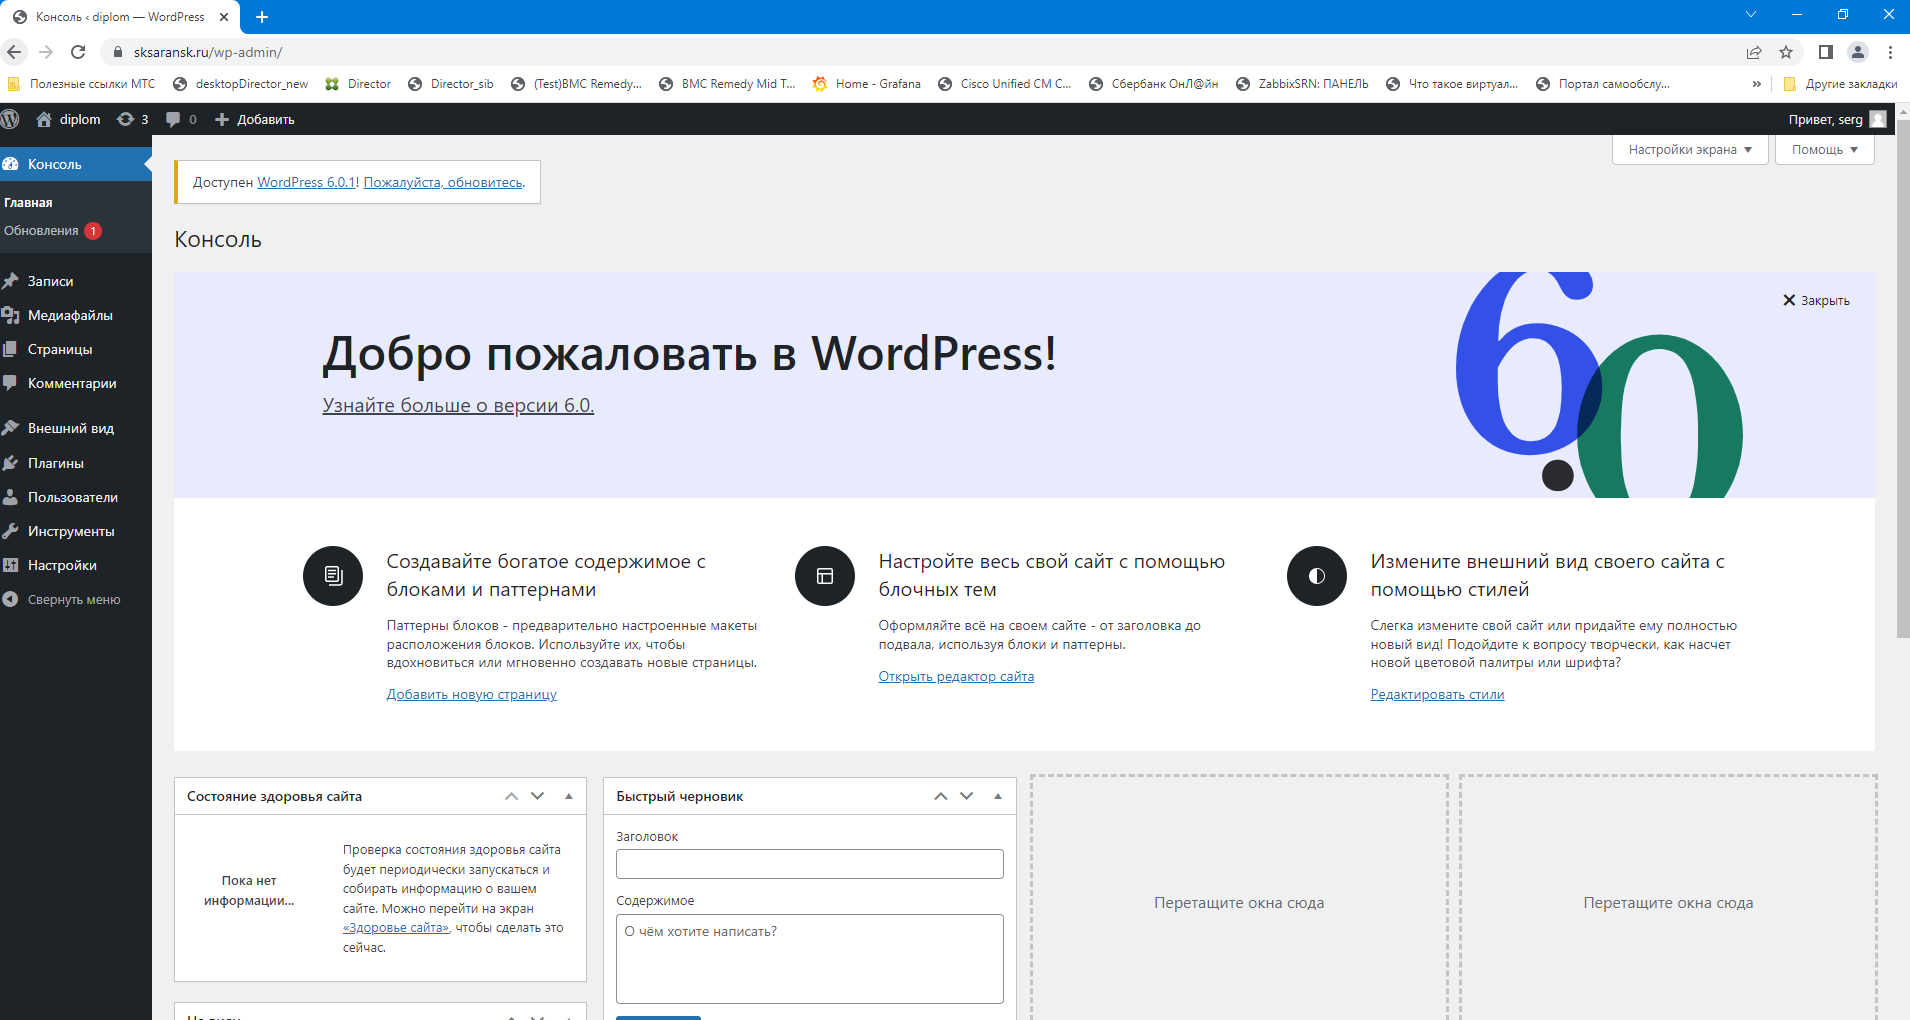 Консоль ‹ diplom — WordPress
sksaransk.ru/wp-admin/
Полезные ссылки МТС
desktopDirector_new
Director
Director_sib
(Test)BMC Remedy...
BMC Remedy Mid T...
Home - Grafana
Cisco Unified CM C...
Сбербанк ОнЛ@йн
ZabbixSRN: ПАНЕЛЬ
Что такое виртуал...
Портал самообслу...
»
Другие закладки
diplom
3
0
Добавить
Привет, serg
Консоль
Главная
Обновления 1
Записи
Медиафайлы
Страницы
Комментарии
Внешний вид
Плагины
Пользователи
Инструменты
Настройки
Свернуть меню
Настройки экрана
Помощь
Доступен WordPress 6.0.1! Пожалуйста, обновитесь.
Консоль
Закрыть
Добро пожаловать в WordPress!
Узнайте больше о версии 6.0.
6.0
Создавайте богатое содержимое с
блоками и паттернами
Паттерны блоков - предварительно настроенные макеты
расположения блоков. Используйте их, чтобы
вдохновиться или мгновенно создавать новые страницы.
Добавить новую страницу
Настройте весь свой сайт с помощью
блочных тем
Оформляйте всё на своем сайте - от заголовка до
подвала, используя блоки и паттерны.
Открыть редактор сайта
Измените внешний вид своего сайта с
помощью стилей
Слегка измените свой сайт или придайте ему полностью
новый вид! Подойдите к вопросу творчески, как насчет
новой цветовой палитры или шрифта?
Редактировать стили
Состояние здоровья сайта
Пока нет
информации...
Проверка состояния здоровья сайта
будет периодически запускаться и
собирать информацию о вашем
сайте. Можно перейти на экран
«Здоровье сайта», чтобы сделать это
сейчас.
Быстрый черновик
Заголовок
Содержимое
О чём хотите написать?
Перетащите окна сюда
Перетащите окна сюда